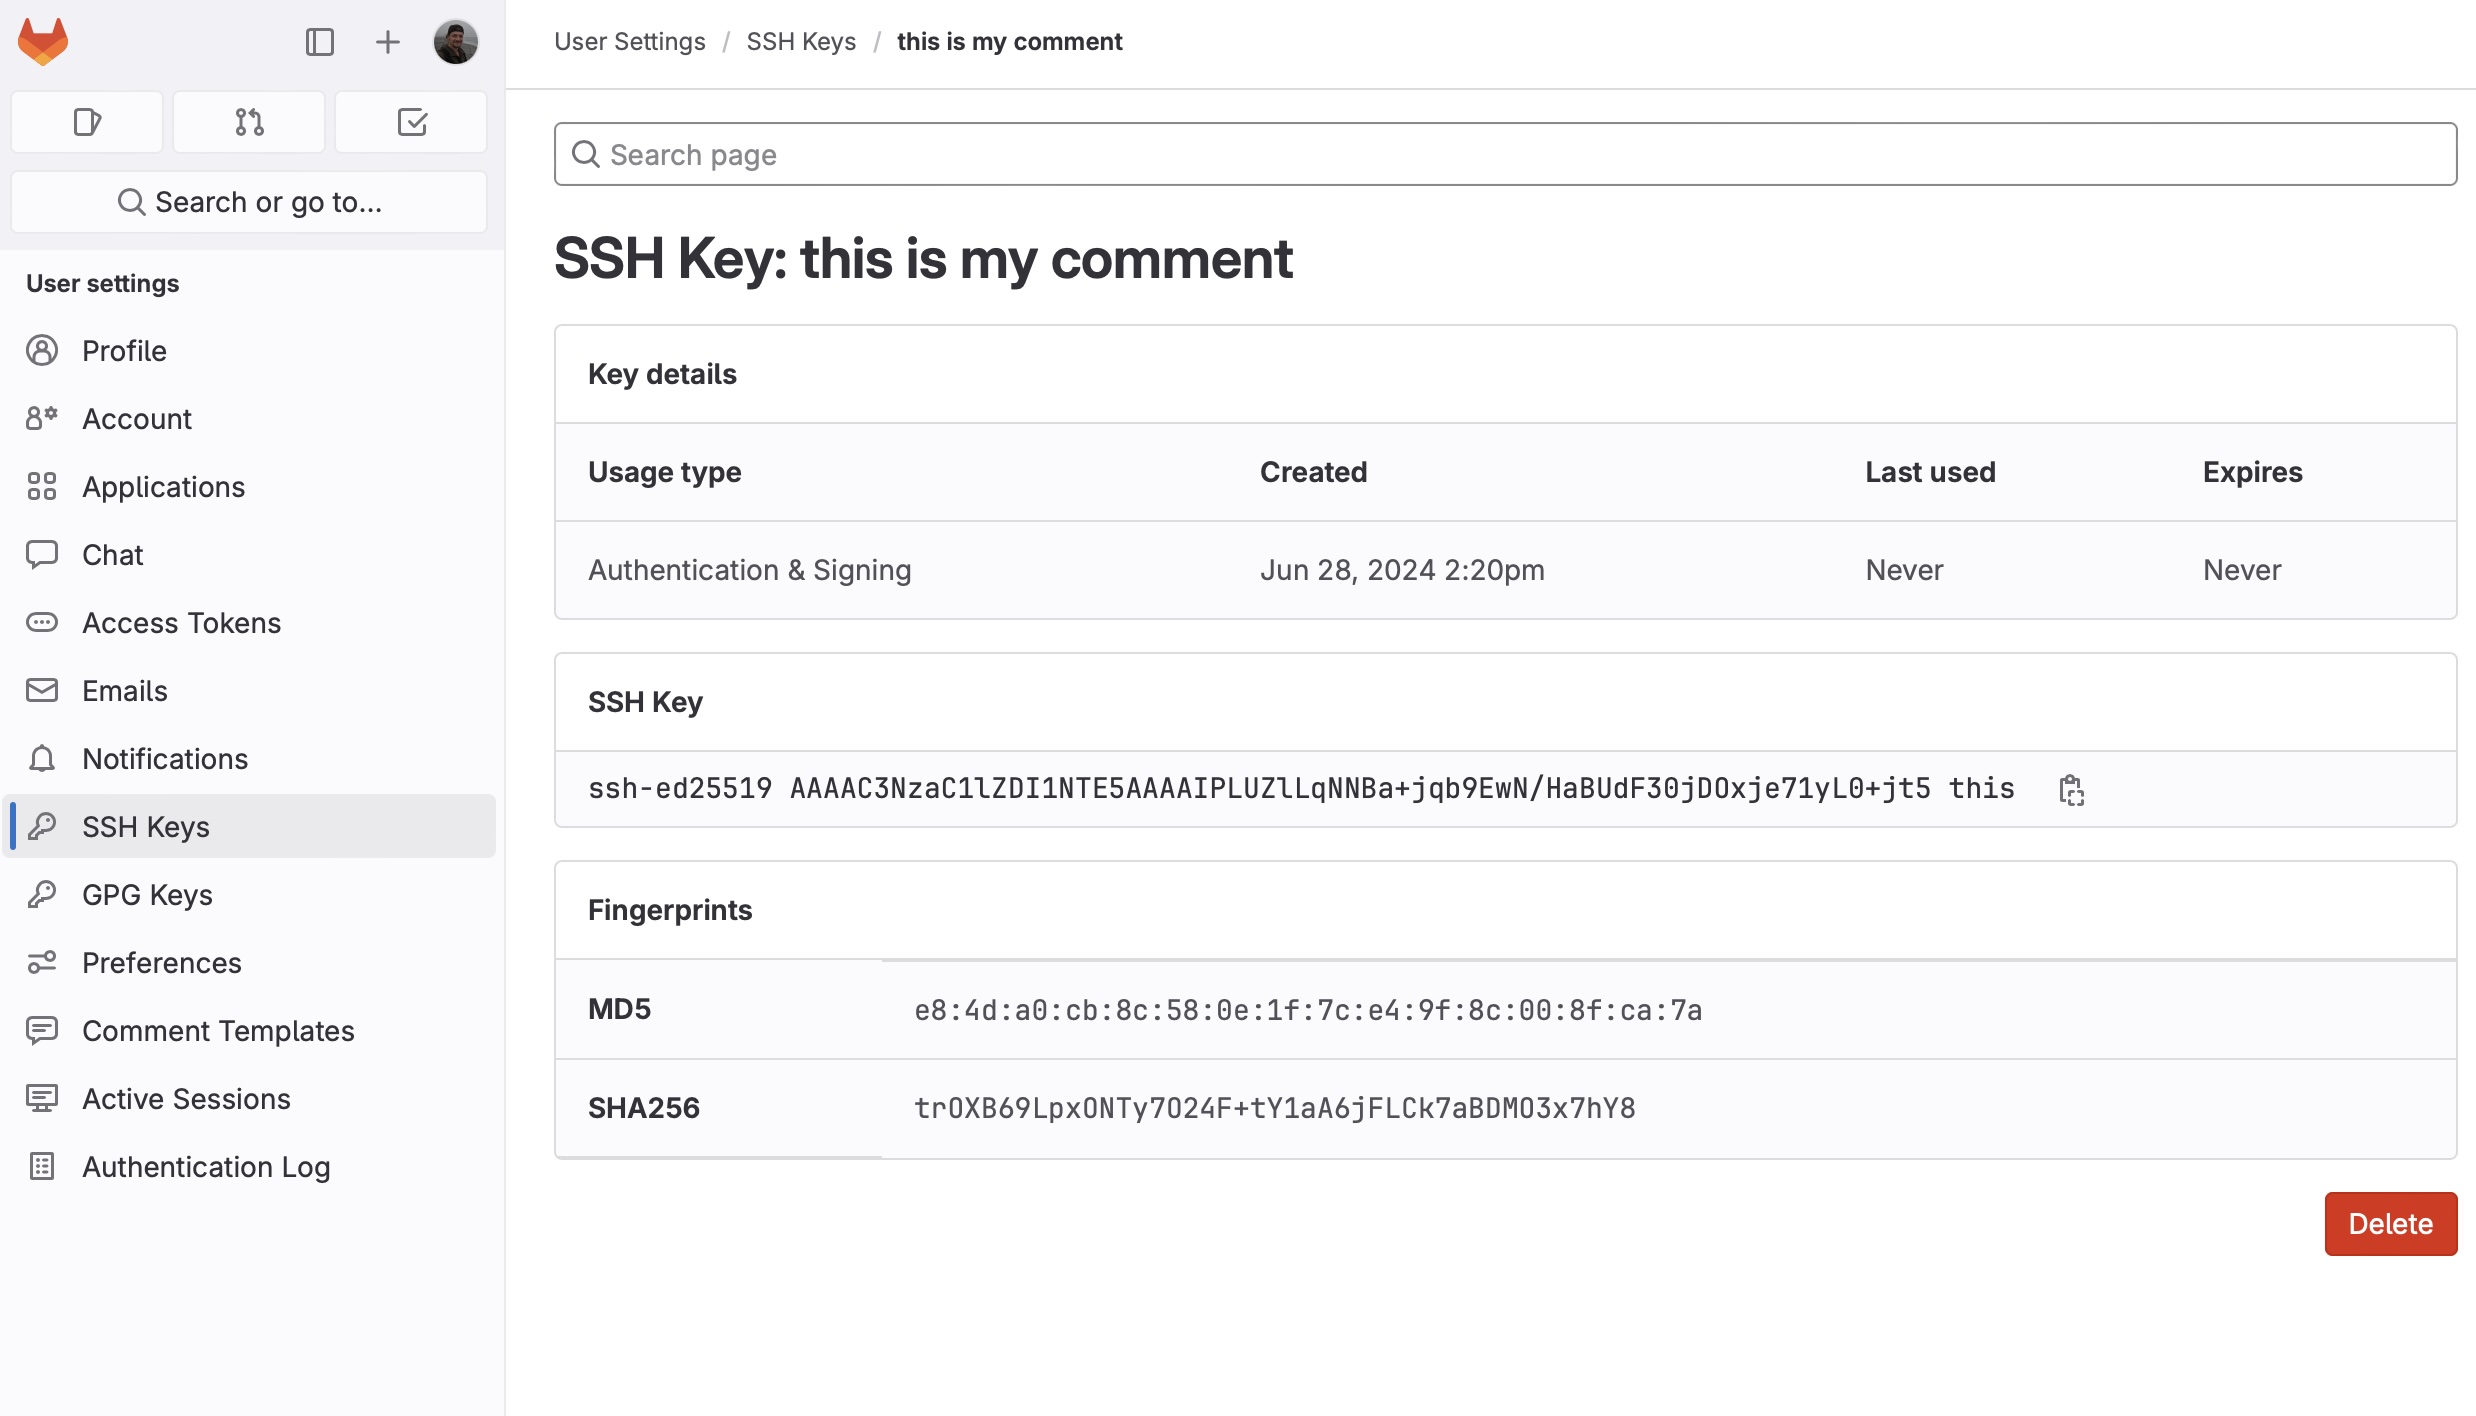 User Settings / SSH Keys / this is my comment
Search or go to...
User settings
Profile
Account
Applications
Chat
Access Tokens
Emails
Notifications
SSH Keys
GPG Keys
Preferences
Comment Templates
Active Sessions
Authentication Log
Search page
SSH Key: this is my comment
Key details
Usage type Created Last used Expires
Authentication & Signing Jun 28, 2024 2:20pm Never Never
SSH Key
ssh-ed25519 AAAAC3NzaC1lZDI1NTE5AAAAIPLUZlLqNNBa+jqb9EwN/HaBUdF30jDOxje71yL0+jt5 this
Fingerprints
MD5 e8:4d:a0:cb:8c:58:0e:1f:7c:e4:9f:8c:00:8f:ca:7a
SHA256 trOXB69LpxONTy7O24F+tY1aA6jFLCk7aBDMO3x7hY8
Delete